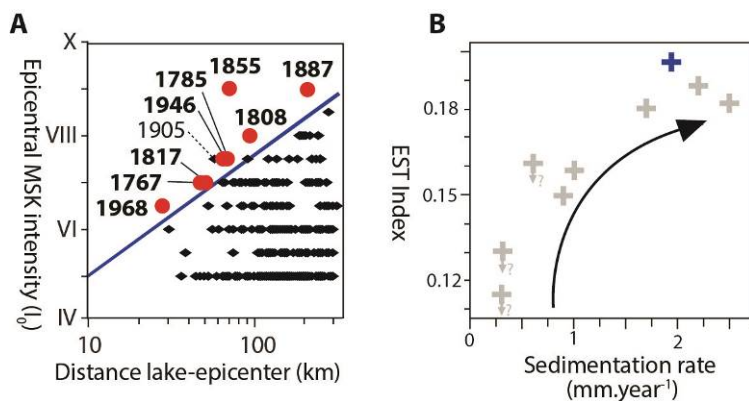 A
Epicentral MSK intensity (I₀)
X
VIII
VI
IV
1855
1887
1785
1946
1905
1808
1817
1767
1968
10
100
Distance lake-epicenter (km)
B
EST Index
0.18
0.15
0.12
?
?
?
0
1
2
Sedimentation rate
(mm.year⁻¹)